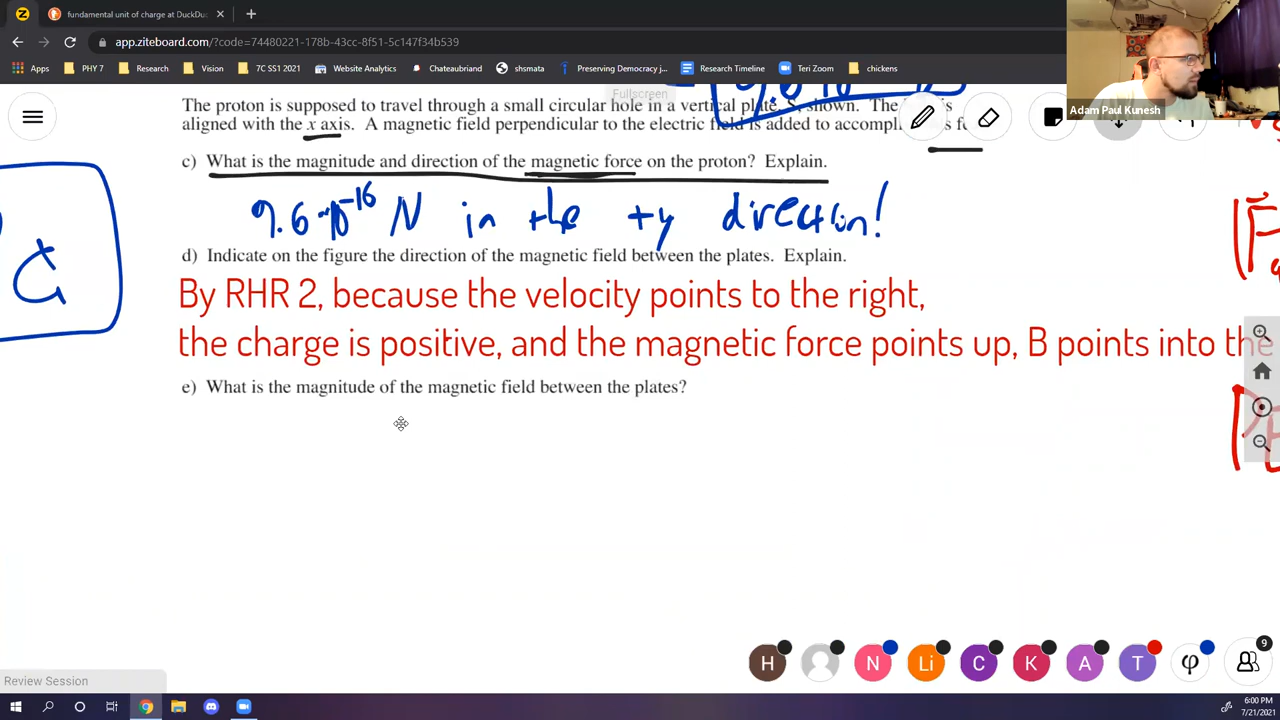 fundamental unit of charge at DuckDuc
app.ziteboard.com/?code=74480221-178b-43cc-8f51-5c147f34b539
Apps PHY 7 Research Vision 7C SS1 2021 Website Analytics Chateaumend shsmata Preserving Democracy j... Research Timeline Teri Zoom chickens
Fullscreen
Adam Paul Kunesh
The proton is supposed to travel through a small circular hole in a vertical plate, S, shown. The
aligned with the x axis. A magnetic field perpendicular to the electric field is added to accompli
c) What is the magnitude and direction of the magnetic force on the proton? Explain.
9.6·10⁻¹⁶ N in the +y direction!
d) Indicate on the figure the direction of the magnetic field between the plates. Explain.
By RHR 2, because the velocity points to the right,
the charge is positive, and the magnetic force points up, B points into the
e) What is the magnitude of the magnetic field between the plates?
H N Li C K A T φ 9
Review Session
6:00 PM
7/21/2021